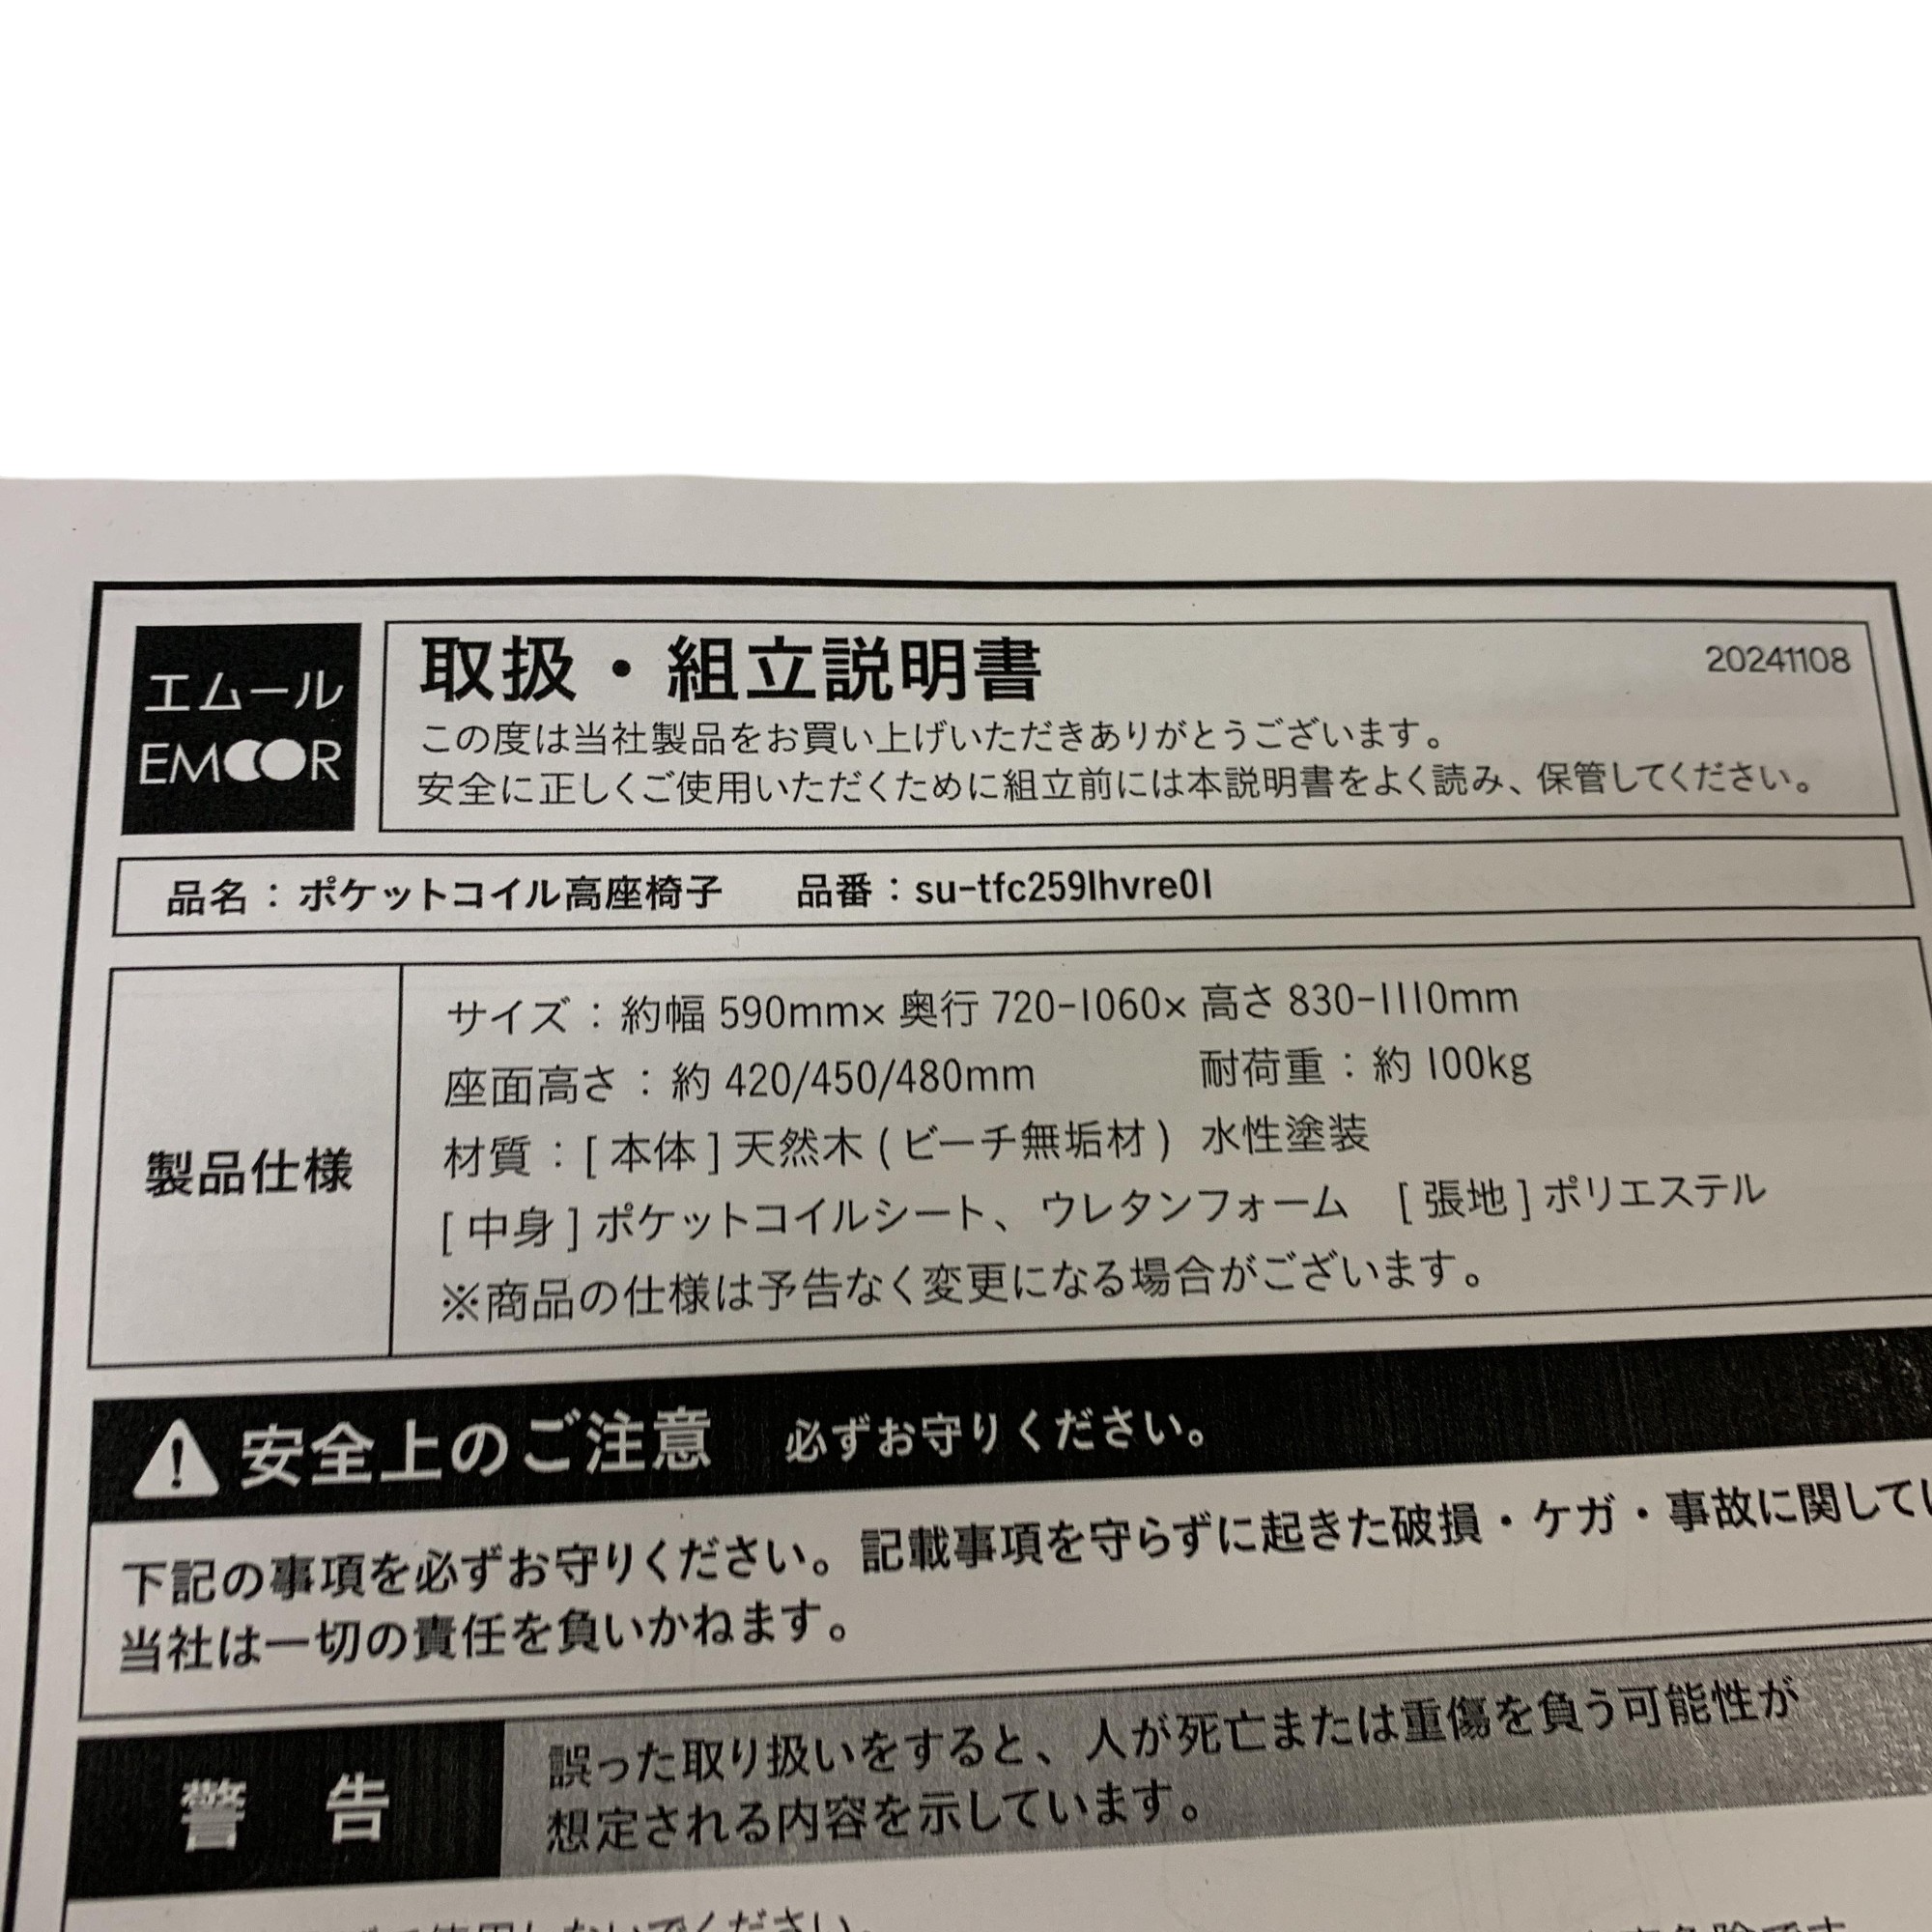 エムール
EMOOR
取扱・組立説明書
20241108
この度は当社製品をお買い上げいただきありがとうございます。
安全に正しくご使用いただくために組立前には本説明書をよく読み、保管してください。
品名：ポケットコイル高座椅子　品番：su-tfc259lhvre01
製品仕様
サイズ：約幅 590mm× 奥行 720-1060× 高さ 830-1110mm
座面高さ：約 420/450/480mm　耐荷重：約 100kg
材質：[ 本体 ] 天然木 ( ビーチ無垢材 ) 水性塗装
[ 中身 ] ポケットコイルシート、ウレタンフォーム　[ 張地 ] ポリエステル
※商品の仕様は予告なく変更になる場合がございます。
安全上のご注意　必ずお守りください。
下記の事項を必ずお守りください。記載事項を守らずに起きた破損・ケガ・事故に関して
当社は一切の責任を負いかねます。
警告
誤った取り扱いをすると、人が死亡または重傷を負う可能性が
想定される内容を示しています。